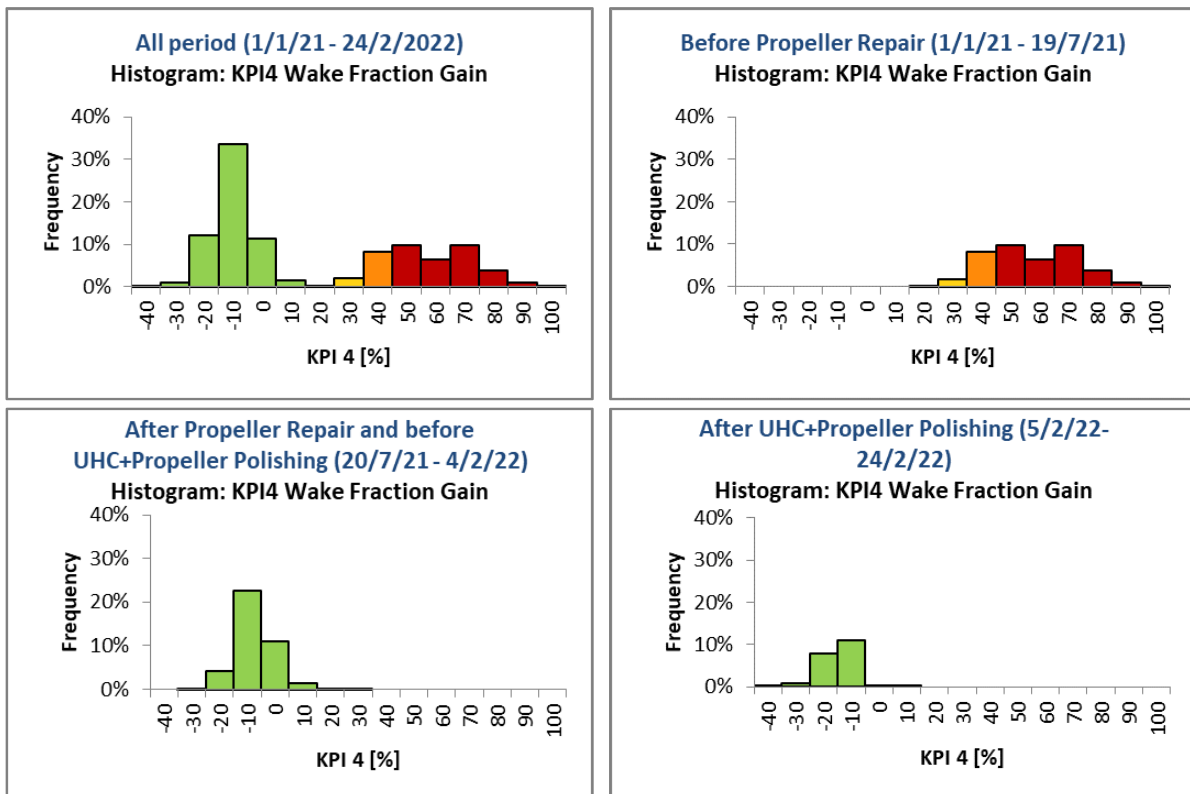 All period (1/1/21 - 24/2/2022)
Histogram: KPI4 Wake Fraction Gain
40%
30%
20%
10%
0%
Frequency
-40 -30 -20 -10 0 10 20 30 40 50 60 70 80 90 100
KPI 4 [%]
Before Propeller Repair (1/1/21 - 19/7/21)
Histogram: KPI4 Wake Fraction Gain
40%
30%
20%
10%
0%
Frequency
-40 -30 -20 -10 0 10 20 30 40 50 60 70 80 90 100
KPI 4 [%]
After Propeller Repair and before
UHC+Propeller Polishing (20/7/21 - 4/2/22)
Histogram: KPI4 Wake Fraction Gain
40%
30%
20%
10%
0%
Frequency
-40 -30 -20 -10 0 10 20 30 40 50 60 70 80 90 100
KPI 4 [%]
After UHC+Propeller Polishing (5/2/22-
24/2/22)
Histogram: KPI4 Wake Fraction Gain
40%
30%
20%
10%
0%
Frequency
-40 -30 -20 -10 0 10 20 30 40 50 60 70 80 90 100
KPI 4 [%]